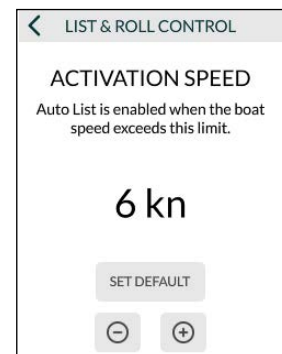 LIST & ROLL CONTROL
ACTIVATION SPEED
Auto List is enabled when the boat
speed exceeds this limit.
6 kn
SET DEFAULT